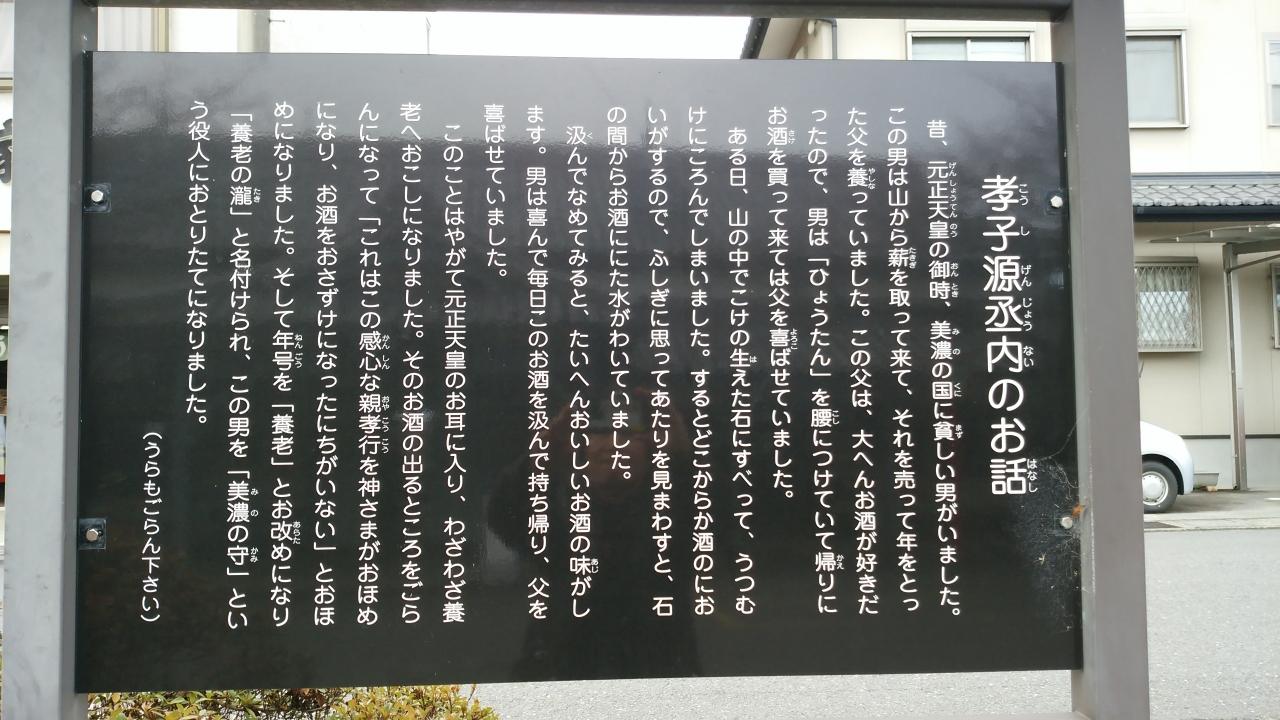 孝子源丞内のお話
昔、元正天皇の御時、美濃の国に貧しい男がいました。
この男は山から薪を取って来て、それを売って年をとっ
た父を養っていました。この父は、大へんお酒が好きだ
ったので、男は「ひょうたん」を腰につけていて帰りに
お酒を買って来ては父を喜ばせていました。
ある日、山の中でこけの生えた石にすべって、うつむ
けにころんでしまいました。するとどこからか酒のにお
いがするので、ふしぎに思ってあたりを見まわすと、石
の間からお酒ににた水がわいていました。
汲んでなめてみると、たいへんおいしいお酒の味がし
ます。男は喜んで毎日このお酒を汲んで持ち帰り、父を
喜ばせていました。
このことはやがて元正天皇のお耳に入り、わざわざ養
老へおこしになりました。そのお酒の出るところをごら
んになって「これはこの感心な親孝行を神さまがおほめ
になり、お酒をおさずけになったにちがいない」とおほ
めになりました。そして年号を「養老」とお改めになり
「養老の瀧」と名付けられ、この男を「美濃の守」とい
う役人におとりたてになりました。
（うらもごらん下さい）